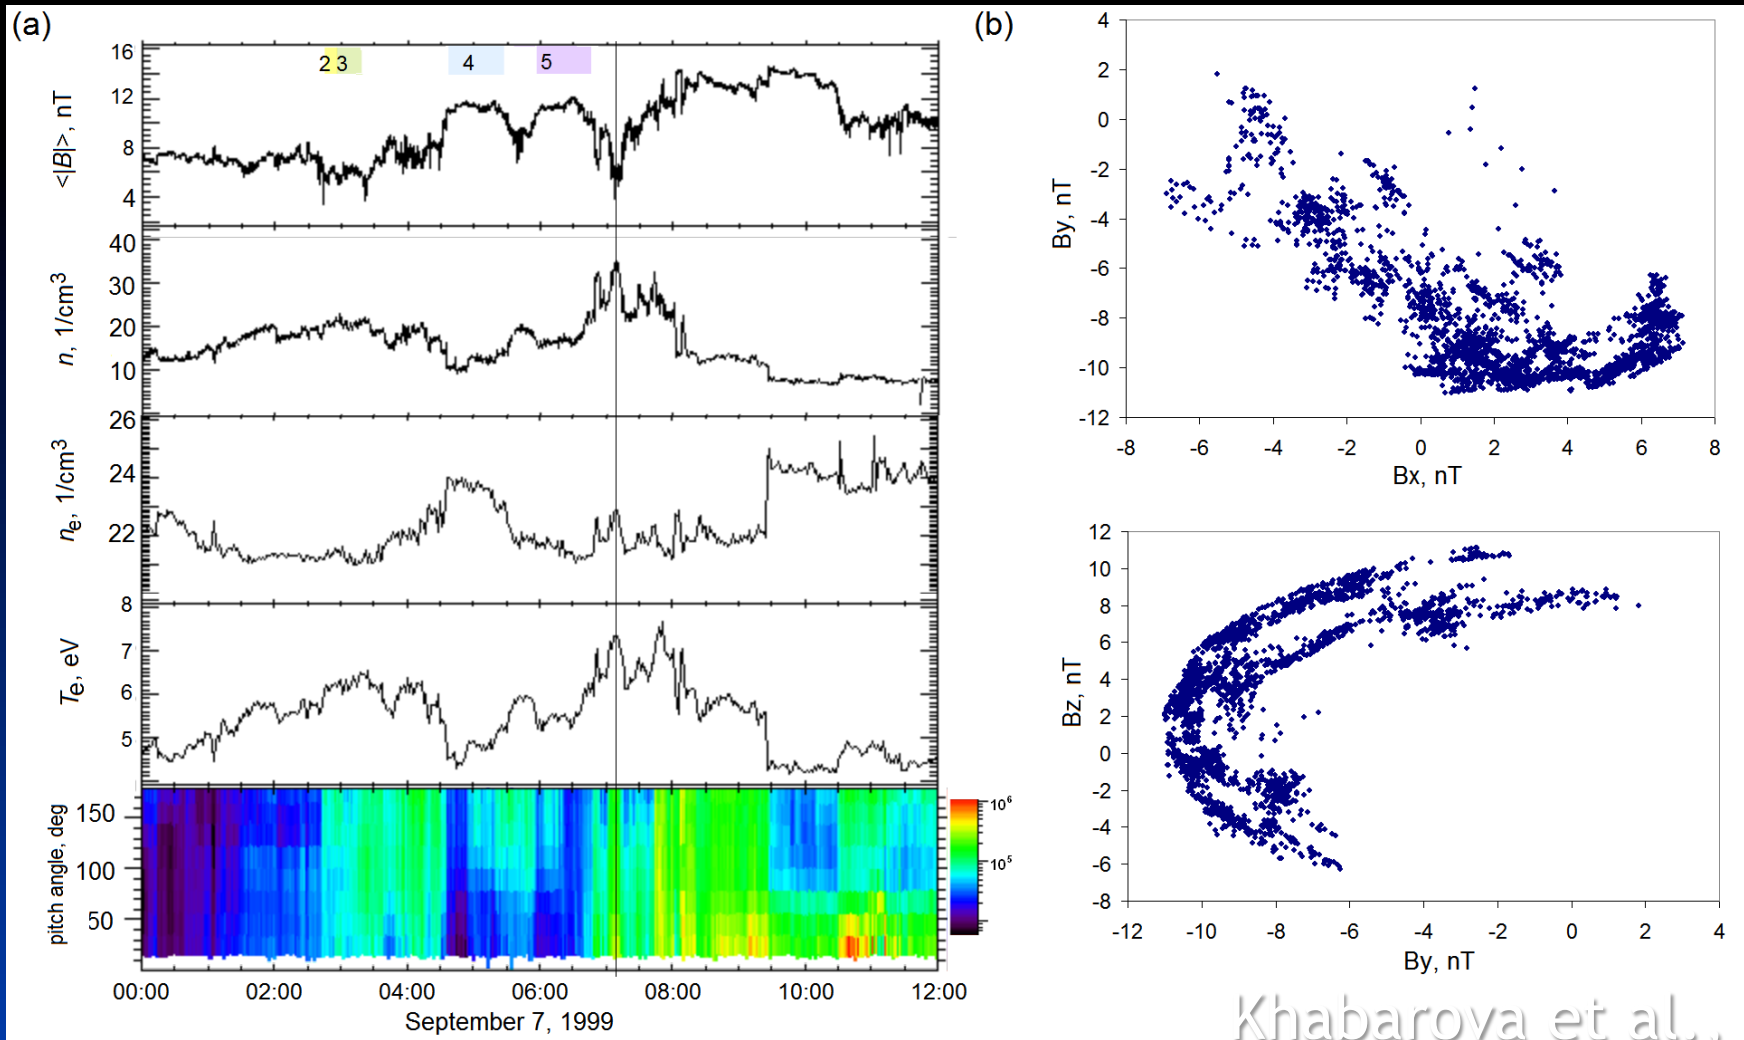 (a)
16
12
8
4
<|B|>, nT
2 3
4
5
40
30
20
10
n, 1/cm3
26
24
22
8
ne, 1/cm3
7
6
5
Te, eV
150
100
50
pitch angle, deg
10⁶
10⁵
00:00 02:00 04:00 06:00 08:00 10:00 12:00
September 7, 1999
(b)
4
2
0
-2
-4
-6
-8
-10
-12
By, nT
-8 -6 -4 -2 0 2 4 6 8
Bx, nT
12
10
8
6
4
2
0
-2
-4
-6
-8
Bz, nT
-12 -10 -8 -6 -4 -2 0 2 4
By, nT
Khabarova et al.,